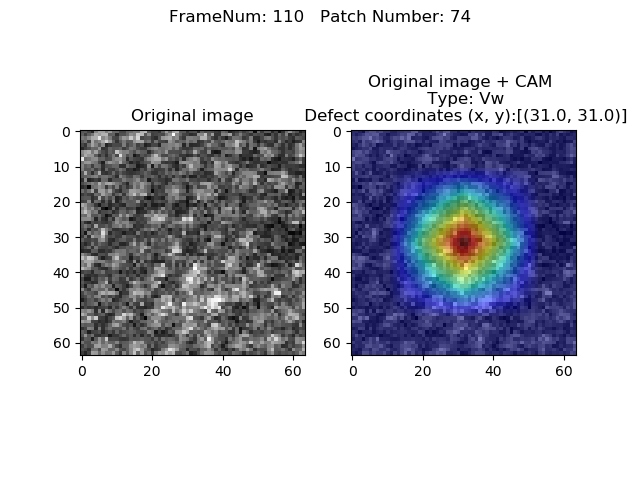 FrameNum: 110   Patch Number: 74
Original image
Original image + CAM
Type: Vw
Defect coordinates (x, y):[(31.0, 31.0)]
0
10
20
30
40
50
60
0 20 40 60
0
10
20
30
40
50
60
0 20 40 60